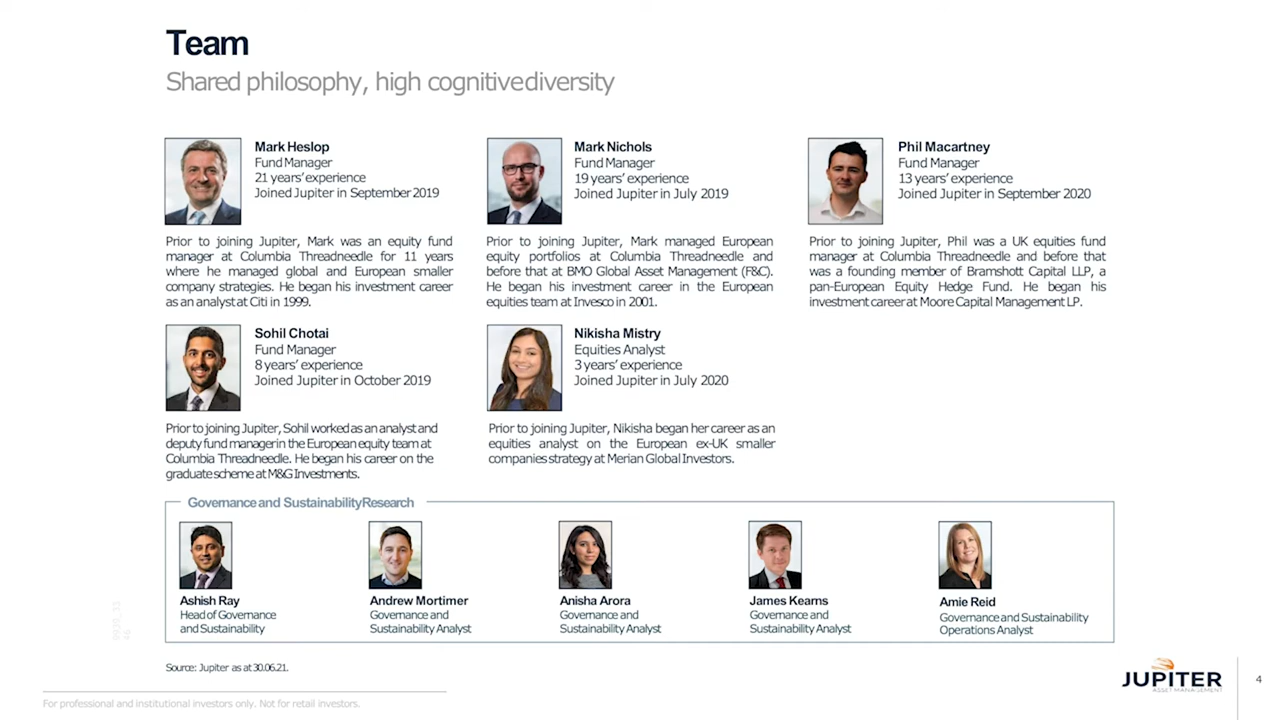 Team
Shared philosophy, high cognitive diversity
Mark Heslop
Fund Manager
21 years' experience
Joined Jupiter in September 2019
Prior to joining Jupiter, Mark was an equity fund
manager at Columbia Threadneedle for 11 years
where he managed global and European smaller
company strategies. He began his investment career
as an analyst at Citi in 1999.
Mark Nichols
Fund Manager
19 years' experience
Joined Jupiter in July 2019
Prior to joining Jupiter, Mark managed European
equity portfolios at Columbia Threadneedle and
before that at BMO Global Asset Management (F&C).
He began his investment career in the European
equities team at Invesco in 2001.
Phil Macartney
Fund Manager
13 years' experience
Joined Jupiter in September 2020
Prior to joining Jupiter, Phil was a UK equities fund
manager at Columbia Threadneedle and before that
was a founding member of Bramshott Capital LLP, a
pan-European Equity Hedge Fund. He began his
investment career at Moore Capital Management LP.
Sohil Chotai
Fund Manager
8 years' experience
Joined Jupiter in October 2019
Prior to joining Jupiter, Sohil worked as an analyst and
deputy fund manager in the European equity team at
Columbia Threadneedle. He began his career on the
graduate scheme at M&G Investments.
Nikisha Mistry
Equities Analyst
3 years' experience
Joined Jupiter in July 2020
Prior to joining Jupiter, Nikisha began her career as an
equities analyst on the European ex-UK smaller
companies strategy at Merian Global Investors.
Governance and Sustainability Research
Ashish Ray
Head of Governance
and Sustainability
Andrew Mortimer
Governance and
Sustainability Analyst
Anisha Arora
Governance and
Sustainability Analyst
James Kearns
Governance and
Sustainability Analyst
Amie Reid
Governance and Sustainability
Operations Analyst
Source: Jupiter as at 30.06.21.
For professional and institutional investors only. Not for retail investors.
JUPITER
ASSET MANAGEMENT
4